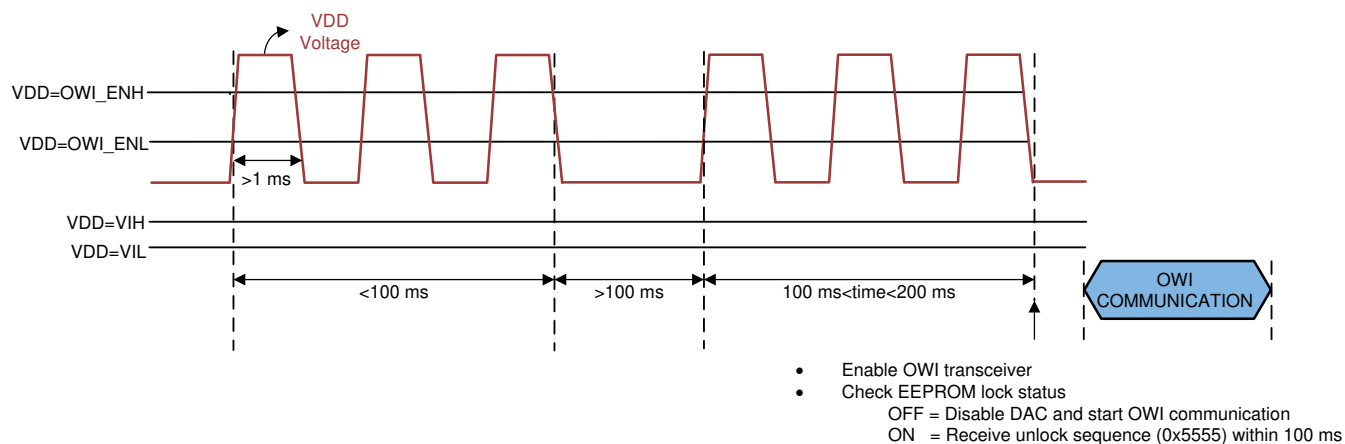 VDD
Voltage
VDD=OWI_ENH
VDD=OWI_ENL
>1 ms
VDD=VIH
VDD=VIL
<100 ms
>100 ms
100 ms<time<200 ms
OWI
COMMUNICATION
• Enable OWI transceiver
• Check EEPROM lock status
OFF = Disable DAC and start OWI communication
ON = Receive unlock sequence (0x5555) within 100 ms